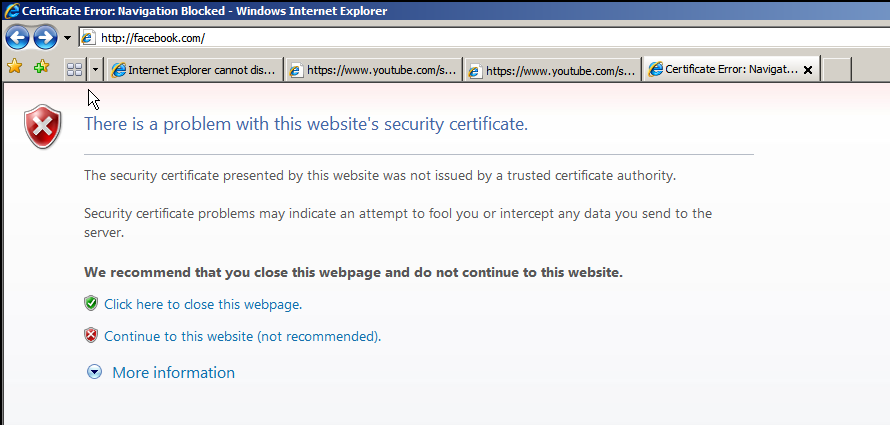 Certificate Error: Navigation Blocked - Windows Internet Explorer
http://facebook.com/
Internet Explorer cannot dis... https://www.youtube.com/s... https://www.youtube.com/s... Certificate Error: Navigat...
There is a problem with this website's security certificate.
The security certificate presented by this website was not issued by a trusted certificate authority.
Security certificate problems may indicate an attempt to fool you or intercept any data you send to the
server.
We recommend that you close this webpage and do not continue to this website.
Click here to close this webpage.
Continue to this website (not recommended).
More information